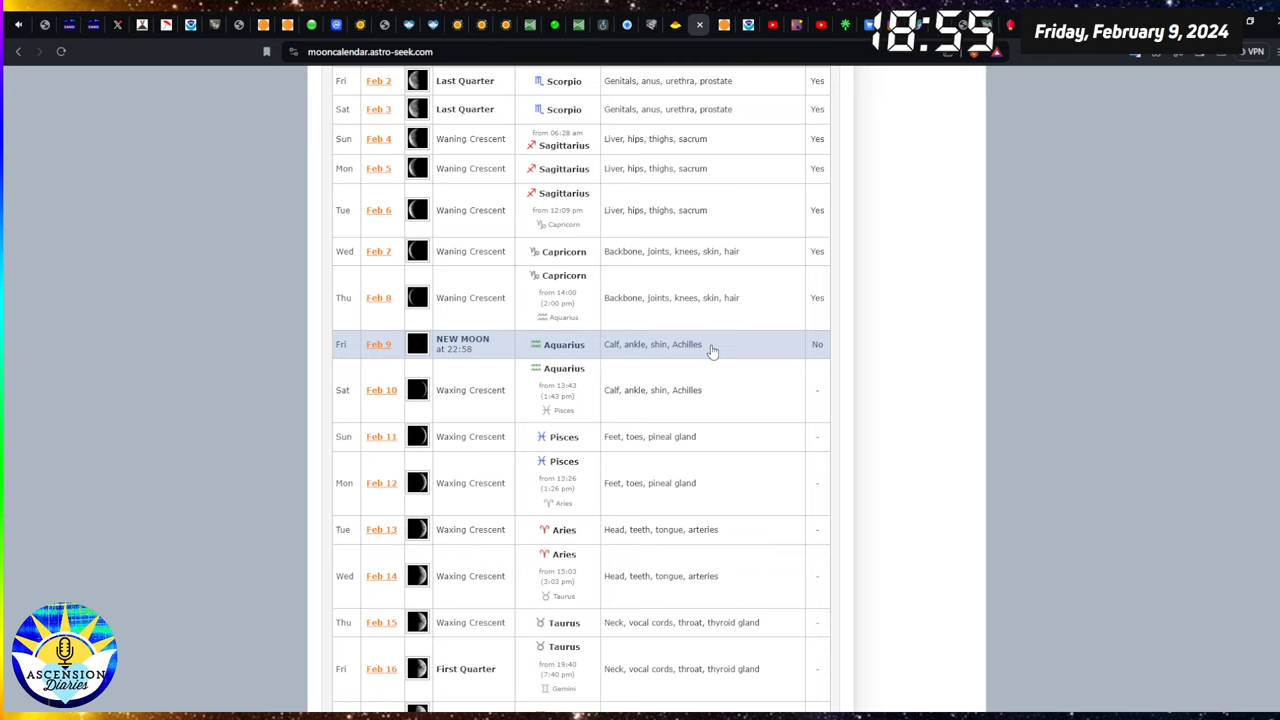 18:55
Friday, February 9, 2024
mooncalendar.astro-seek.com
VPN
Fri Feb 2 Last Quarter ♏ Scorpio Genitals, anus, urethra, prostate Yes
Sat Feb 3 Last Quarter ♏ Scorpio Genitals, anus, urethra, prostate Yes
from 06:28 am
Sun Feb 4 Waning Crescent ♐ Sagittarius Liver, hips, thighs, sacrum Yes
Mon Feb 5 Waning Crescent ♐ Sagittarius Liver, hips, thighs, sacrum Yes
♐ Sagittarius
Tue Feb 6 Waning Crescent from 12:09 pm Liver, hips, thighs, sacrum Yes
♑ Capricorn
Wed Feb 7 Waning Crescent ♑ Capricorn Backbone, joints, knees, skin, hair Yes
♑ Capricorn
Thu Feb 8 Waning Crescent from 14:00 Backbone, joints, knees, skin, hair Yes
(2:00 pm)
♒ Aquarius
Fri Feb 9 NEW MOON ♒ Aquarius Calf, ankle, shin, Achilles No
at 22:58
♒ Aquarius
Sat Feb 10 Waxing Crescent from 13:43 Calf, ankle, shin, Achilles -
(1:43 pm)
♓ Pisces
Sun Feb 11 Waxing Crescent ♓ Pisces Feet, toes, pineal gland -
♓ Pisces
Mon Feb 12 Waxing Crescent from 13:26 Feet, toes, pineal gland -
(1:26 pm)
♈ Aries
Tue Feb 13 Waxing Crescent ♈ Aries Head, teeth, tongue, arteries -
♈ Aries
Wed Feb 14 Waxing Crescent from 15:03 Head, teeth, tongue, arteries -
(3:03 pm)
♉ Taurus
Thu Feb 15 Waxing Crescent ♉ Taurus Neck, vocal cords, throat, thyroid gland -
♉ Taurus
Fri Feb 16 First Quarter from 19:40 Neck, vocal cords, throat, thyroid gland -
(7:40 pm)
♊ Gemini
ASCENSION
Diaries